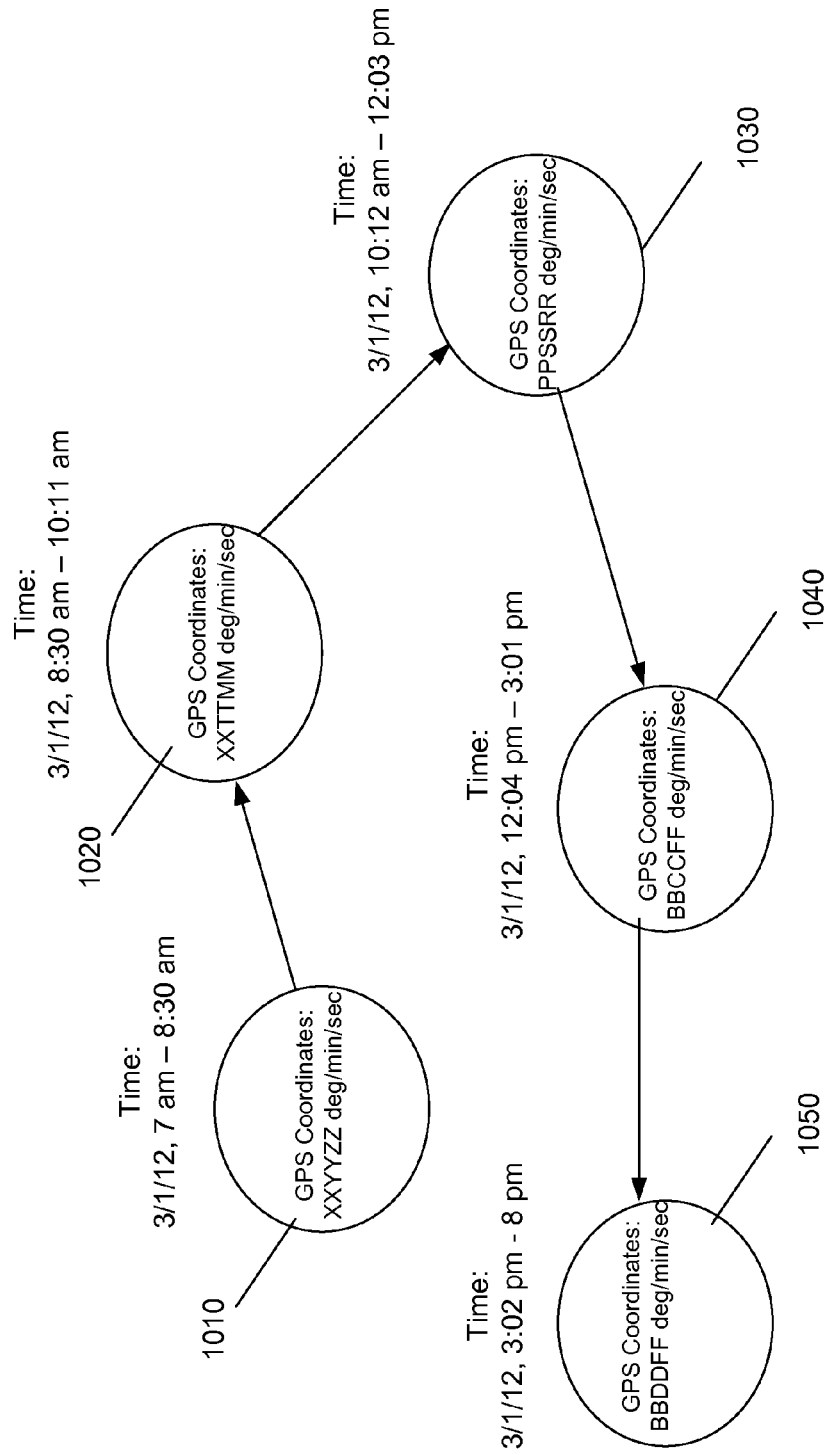 Time:
3/1/12, 7 am – 8:30 am
GPS Coordinates:
XXYYZZ deg/min/sec
1010
Time:
3/1/12, 8:30 am – 10:11 am
GPS Coordinates:
XXTTMM deg/min/sec
1020
Time:
3/1/12, 10:12 am – 12:03 pm
GPS Coordinates:
PPSSRR deg/min/sec
1030
Time:
3/1/12, 12:04 pm – 3:01 pm
GPS Coordinates:
BBCCFF deg/min/sec
1040
Time:
3/1/12, 3:02 pm - 8 pm
GPS Coordinates:
BBDDFF deg/min/sec
1050